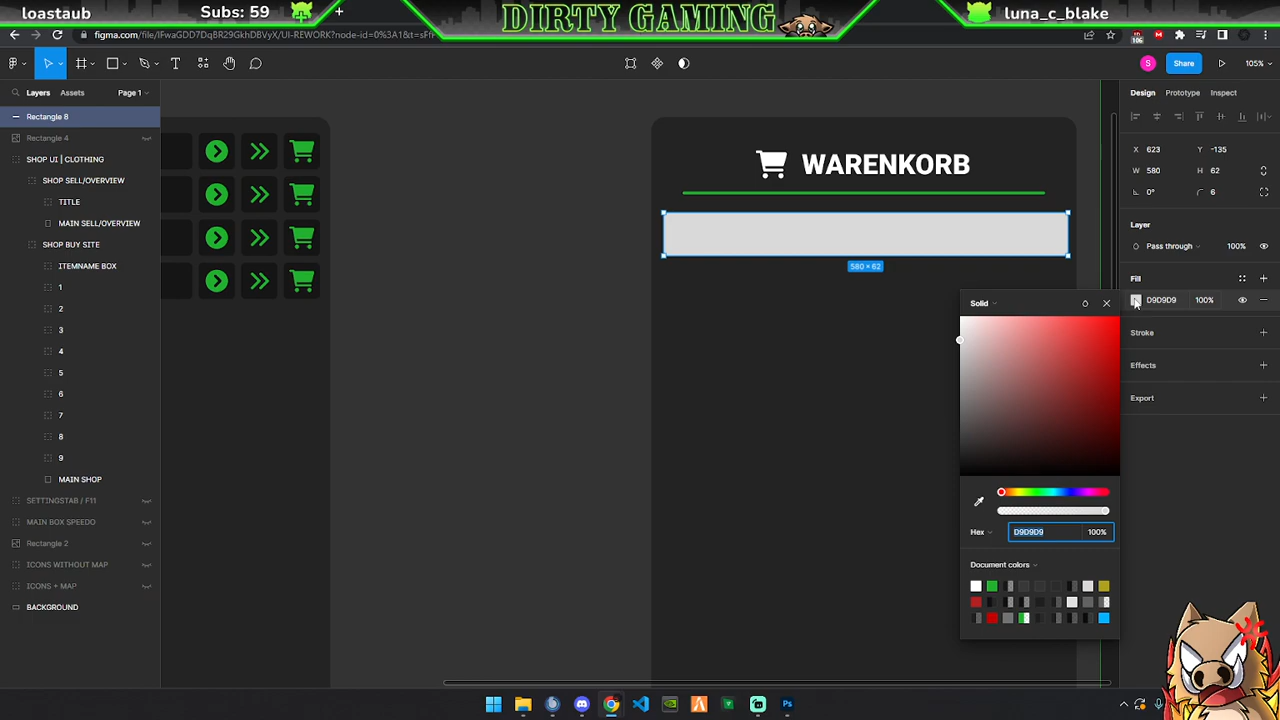 loastaub
Subs: 59
DIRTY GAMING
luna_c_blake
Share
105%
Layers
Assets
Page 1
Design
Prototype
Inspect
Rectangle 8
Rectangle 4
SHOP UI | CLOTHING
SHOP SELL/OVERVIEW
TITLE
MAIN SELL/OVERVIEW
SHOP BUY SITE
ITEMNAME BOX
1
2
3
4
5
6
7
8
9
MAIN SHOP
SETTINGSTAB / F11
MAIN BOX SPEEDO
Rectangle 2
ICONS WITHOUT MAP
ICONS + MAP
BACKGROUND
WARENKORB
580 × 62
X 623
Y -135
W 580
H 62
0°
6
Layer
Pass through
100%
Fill
D9D9D9
100%
Stroke
Effects
Export
Solid
Hex
D9D9D9
100%
Document colors